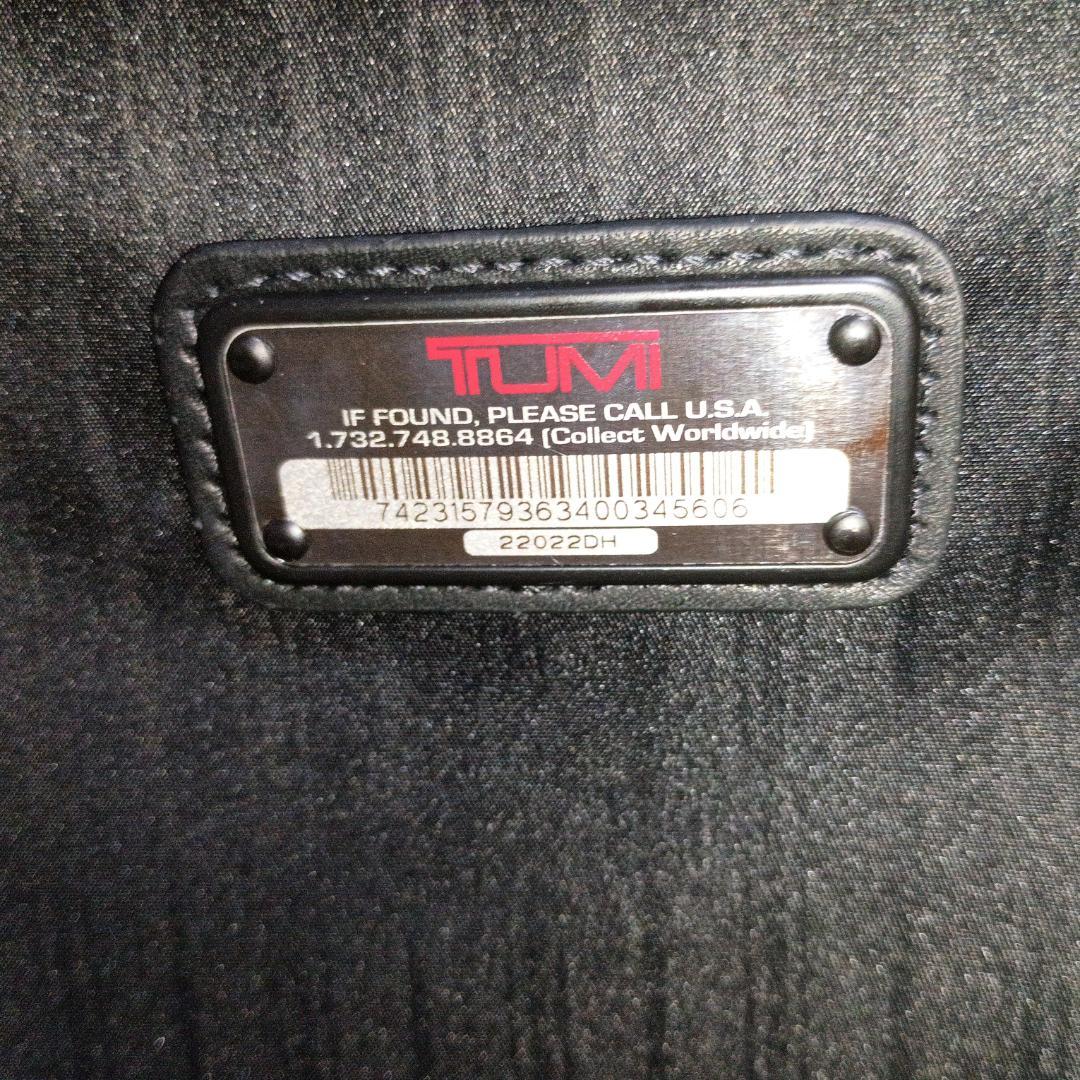 TUMI
IF FOUND, PLEASE CALL U.S.A.
1.732.748.8864 (Collect Worldwide)
74231579363400345606
22022DH